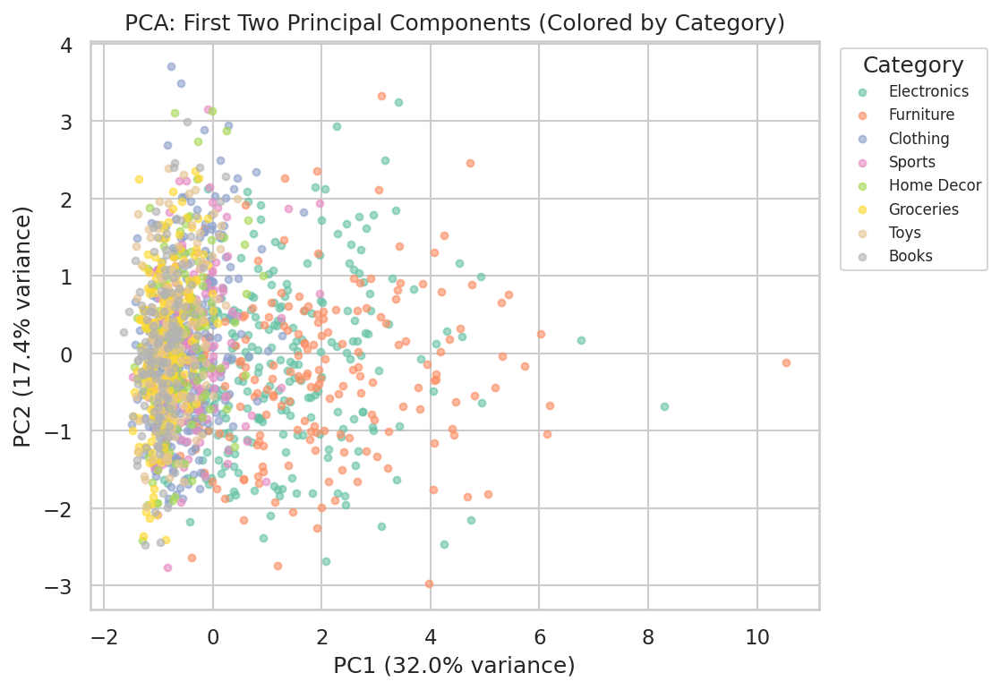 PCA: First Two Principal Components (Colored by Category)
4
3
2
1
0
−1
−2
−3
PC2 (17.4% variance)
−2 0 2 4 6 8 10
PC1 (32.0% variance)
Category
Electronics
Furniture
Clothing
Sports
Home Decor
Groceries
Toys
Books